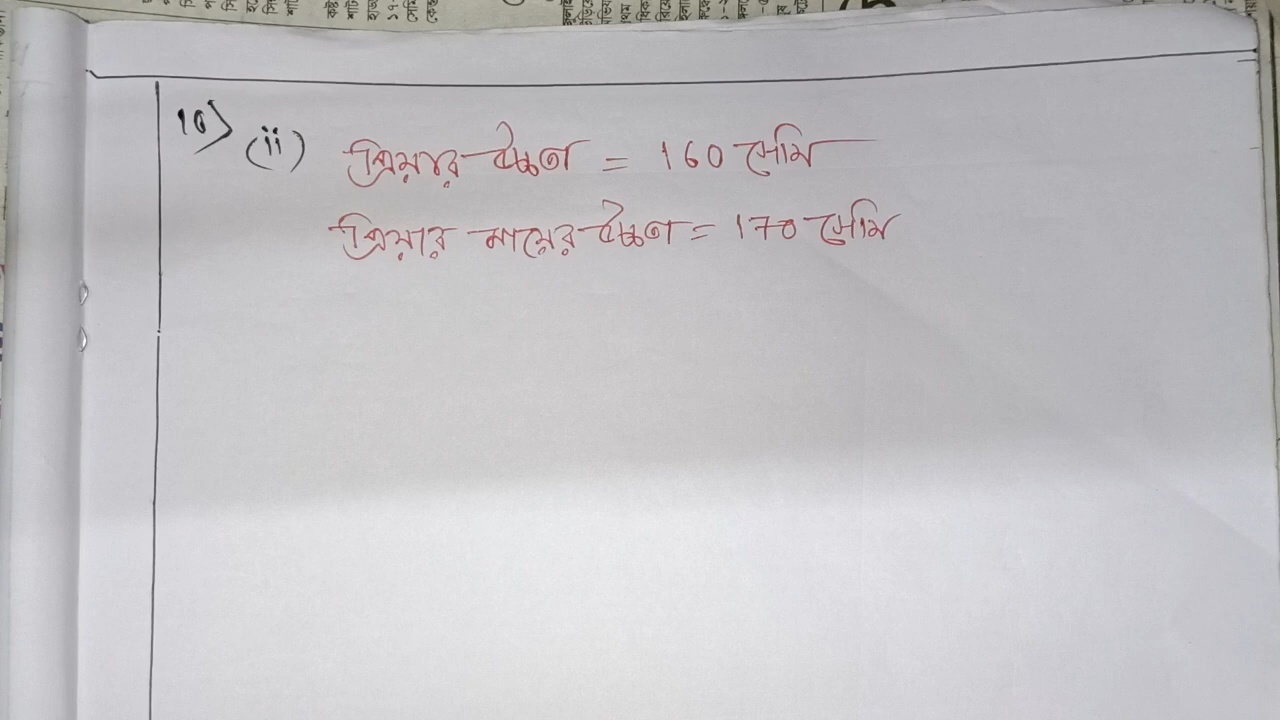 10) (ii) প্রিয়ার উচ্চতা = 160 সেমি
প্রিয়ার মায়ের উচ্চতা = 170 সেমি